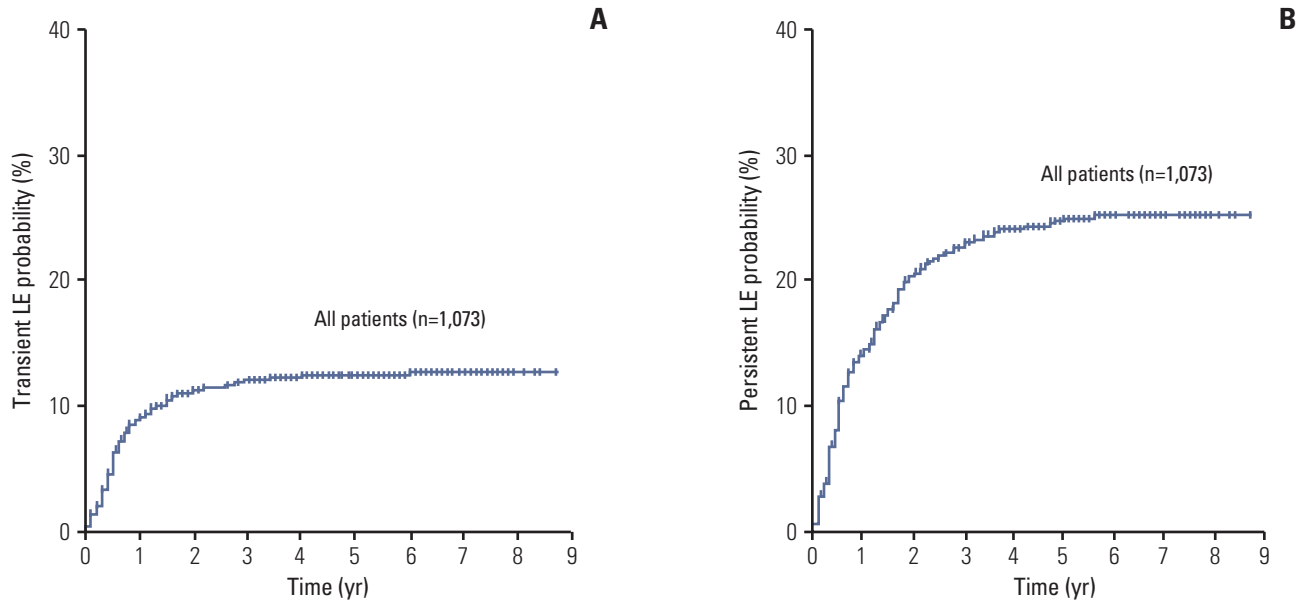 A
Transient LE probability (%)
40
30
20
10
0
All patients (n=1,073)
0 1 2 3 4 5 6 7 8 9
Time (yr)
B
Persistent LE probability (%)
40
30
20
10
0
All patients (n=1,073)
0 1 2 3 4 5 6 7 8 9
Time (yr)